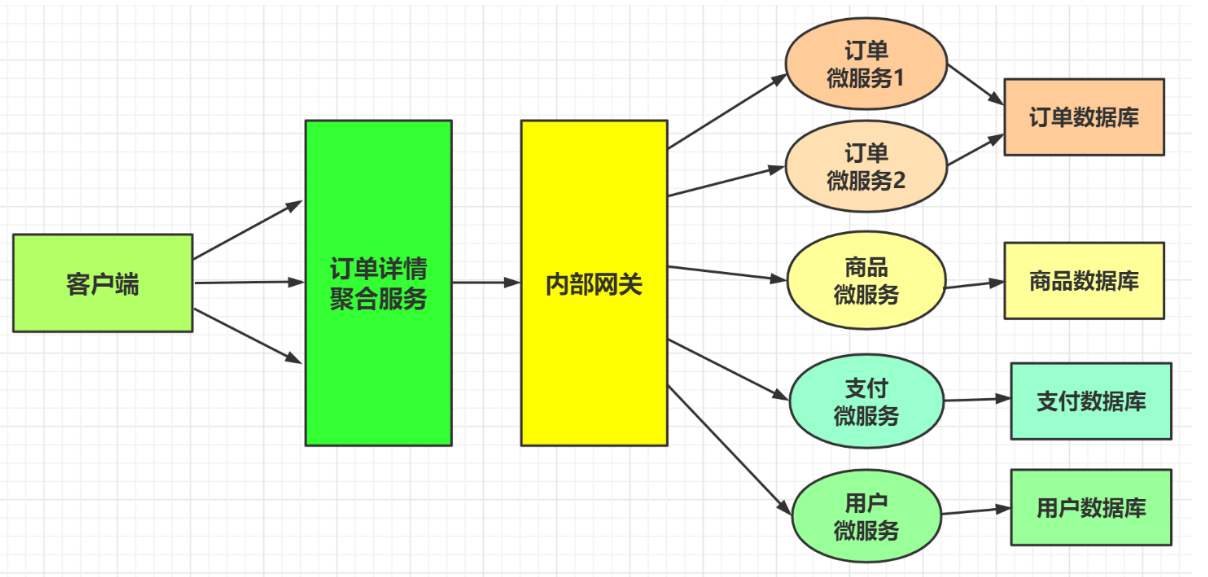 客户端
订单详情
聚合服务
内部网关
订单
微服务1
订单
微服务2
订单数据库
商品
微服务
商品数据库
支付
微服务
支付数据库
用户
微服务
用户数据库